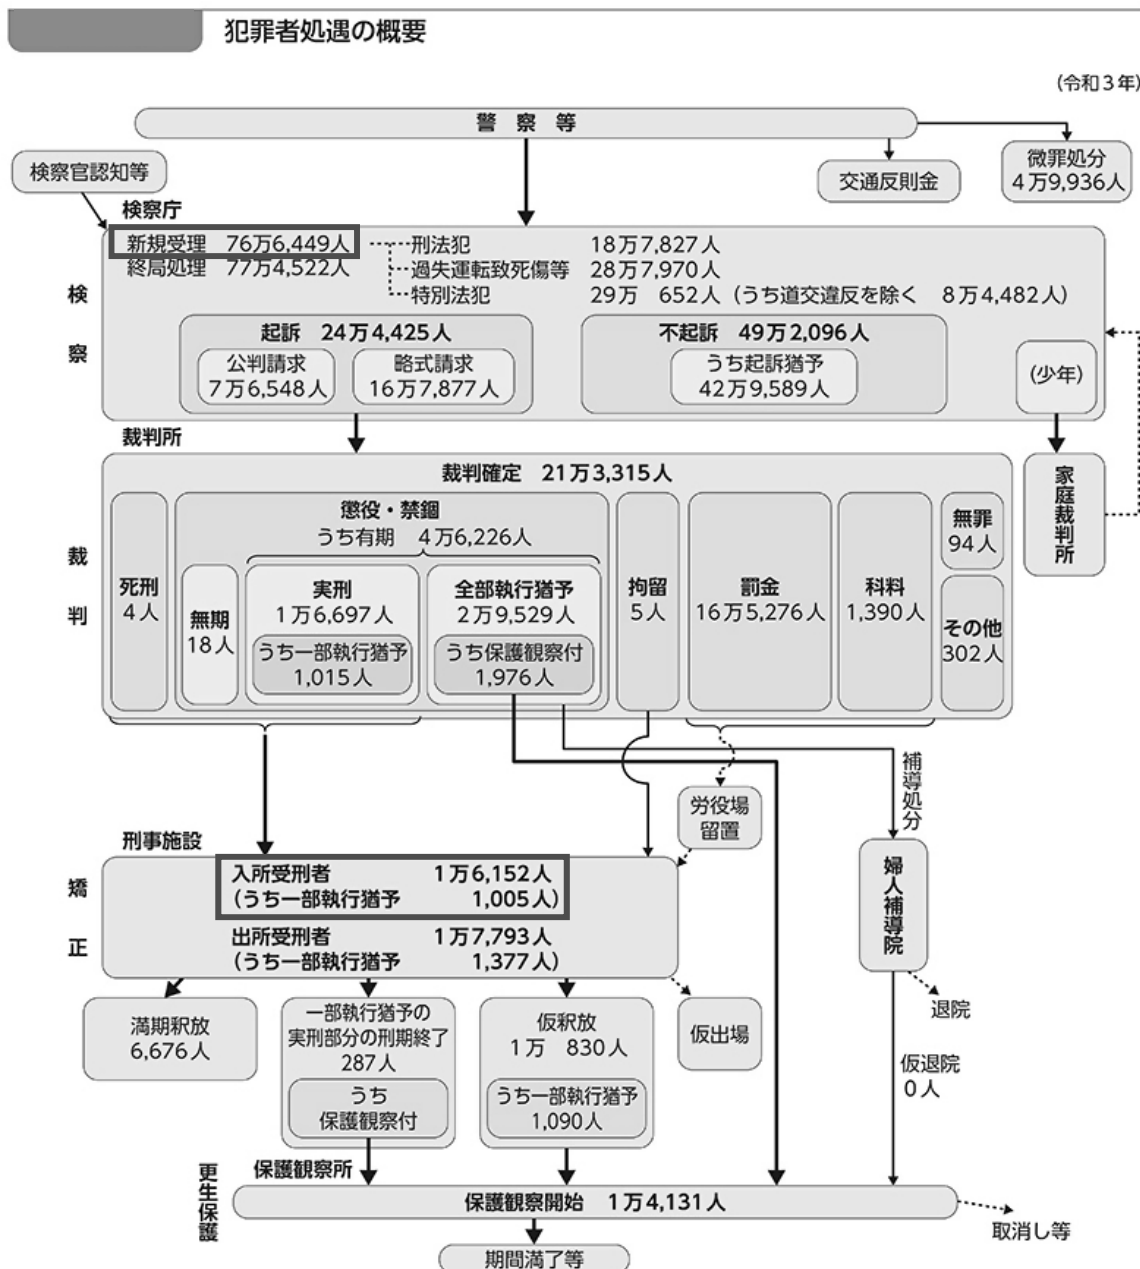 犯罪者処遇の概要
(令和3年)
警 察 等
検察官認知等
交通反則金
微罪処分
4万9,936人
検察庁
検察
新規受理 76万6,449人
終局処理 77万4,522人
刑法犯 18万7,827人
過失運転致死傷等 28万7,970人
特別法犯 29万 652人(うち道交違反を除く 8万4,482人)
起訴 24万4,425人
公判請求
7万6,548人
略式請求
16万7,877人
不起訴 49万2,096人
うち起訴猶予
42万9,589人
(少年)
裁判所
裁判
裁判確定 21万3,315人
家庭裁判所
死刑
4人
懲役・禁錮
うち有期 4万6,226人
無期
18人
実刑
1万6,697人
うち一部執行猶予
1,015人
全部執行猶予
2万9,529人
うち保護観察付
1,976人
拘留
5人
罰金
16万5,276人
科料
1,390人
無罪
94人
その他
302人
労役場
留置
補導処分
婦人補導院
刑事施設
矯正
入所受刑者 1万6,152人
(うち一部執行猶予 1,005人)
出所受刑者 1万7,793人
(うち一部執行猶予 1,377人)
満期釈放
6,676人
一部執行猶予の
実刑部分の刑期終了
287人
うち
保護観察付
仮釈放
1万 830人
うち一部執行猶予
1,090人
仮出場
退院
仮退院
0人
更生保護
保護観察所
保護観察開始 1万4,131人
取消し等
期間満了等